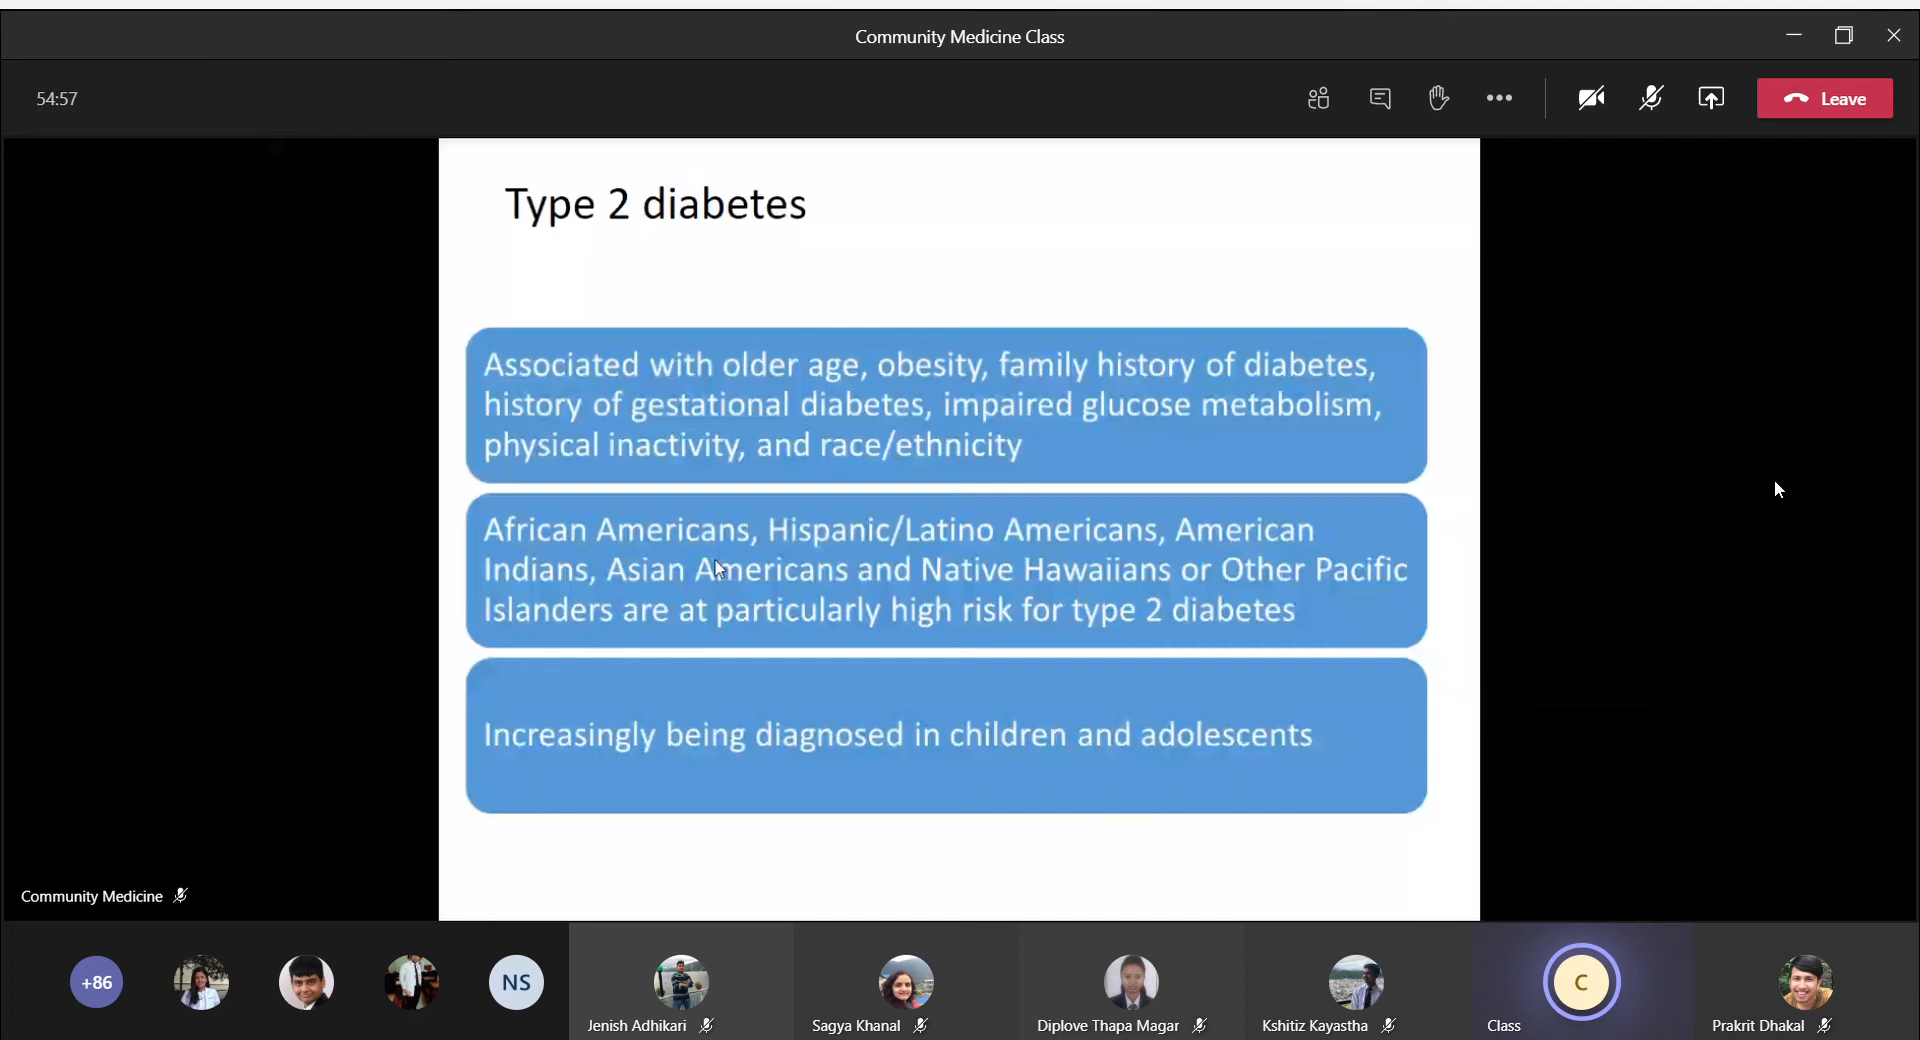 Community Medicine Class
54:57
Leave
Type 2 diabetes
Associated with older age, obesity, family history of diabetes,
history of gestational diabetes, impaired glucose metabolism,
physical inactivity, and race/ethnicity
African Americans, Hispanic/Latino Americans, American
Indians, Asian Americans and Native Hawaiians or Other Pacific
Islanders are at particularly high risk for type 2 diabetes
Increasingly being diagnosed in children and adolescents
Community Medicine
+86
NS
C
Jenish Adhikari
Sagya Khanal
Diplove Thapa Magar
Kshitiz Kayastha
Class
Prakrit Dhakal